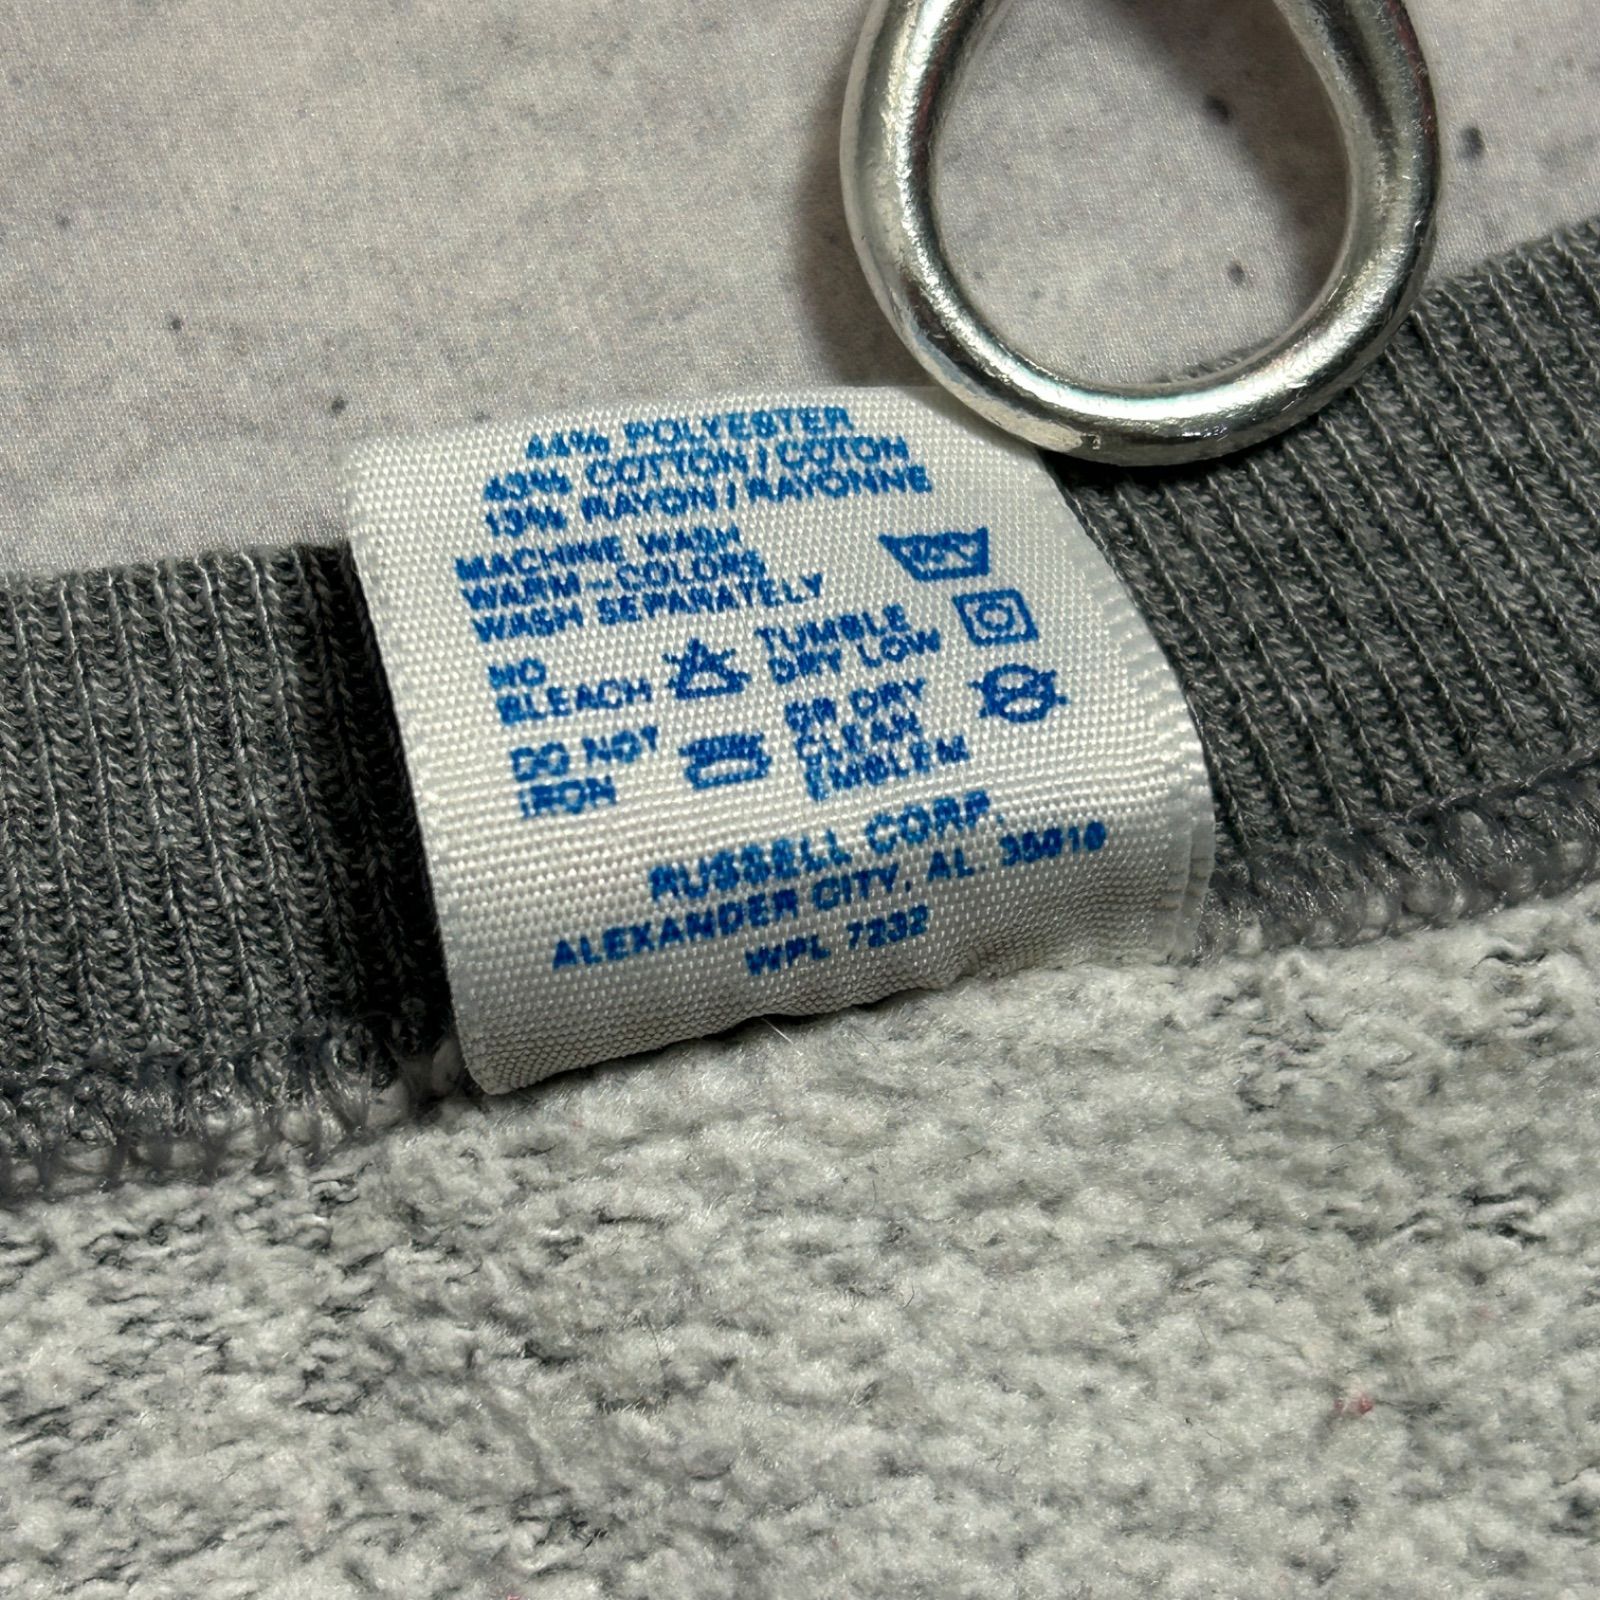 44% POLYESTER
43% COTTON / COTON
13% RAYON / RAYONNE
MACHINE WASH
WARM-COLORS
WASH SEPARATELY
NO
BLEACH
TUMBLE
DRY LOW
DO NOT
IRON
OR DRY
CLEAN
EMBLEM
RUSSELL CORP.
ALEXANDER CITY, AL. 35010
WPL 7232